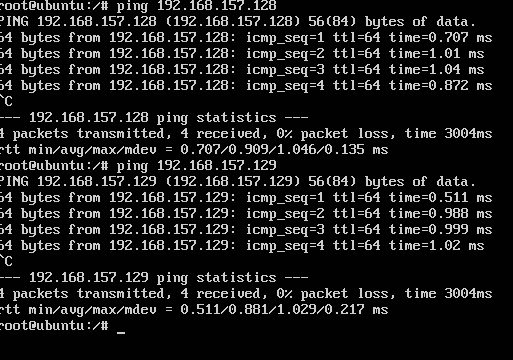 root@ubuntu:/# ping 192.168.157.128
PING 192.168.157.128 (192.168.157.128) 56(84) bytes of data.
64 bytes from 192.168.157.128: icmp_seq=1 ttl=64 time=0.707 ms
64 bytes from 192.168.157.128: icmp_seq=2 ttl=64 time=1.01 ms
64 bytes from 192.168.157.128: icmp_seq=3 ttl=64 time=1.04 ms
64 bytes from 192.168.157.128: icmp_seq=4 ttl=64 time=0.872 ms
^C
--- 192.168.157.128 ping statistics ---
4 packets transmitted, 4 received, 0% packet loss, time 3004ms
rtt min/avg/max/mdev = 0.707/0.909/1.046/0.135 ms
root@ubuntu:/# ping 192.168.157.129
PING 192.168.157.129 (192.168.157.129) 56(84) bytes of data.
64 bytes from 192.168.157.129: icmp_seq=1 ttl=64 time=0.511 ms
64 bytes from 192.168.157.129: icmp_seq=2 ttl=64 time=0.988 ms
64 bytes from 192.168.157.129: icmp_seq=3 ttl=64 time=0.999 ms
64 bytes from 192.168.157.129: icmp_seq=4 ttl=64 time=1.02 ms
^C
--- 192.168.157.129 ping statistics ---
4 packets transmitted, 4 received, 0% packet loss, time 3004ms
rtt min/avg/max/mdev = 0.511/0.881/1.029/0.217 ms
root@ubuntu:/# _